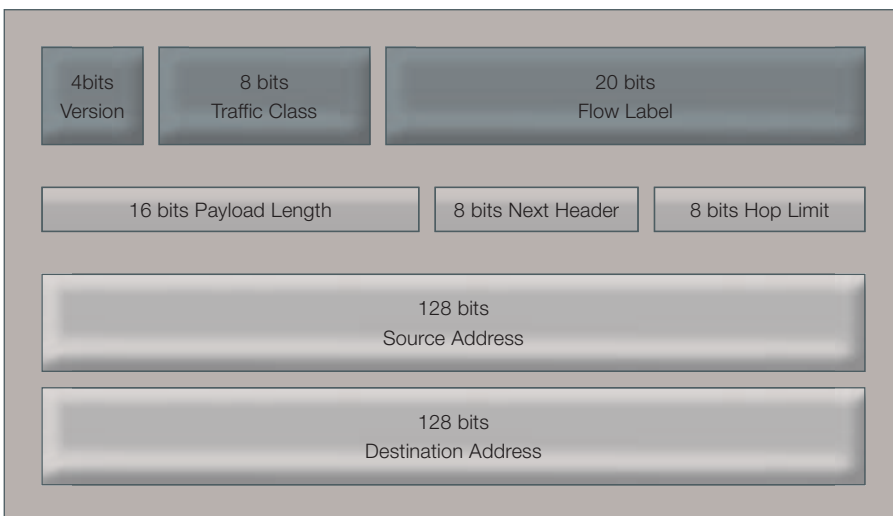 4bits
Version
8 bits
Traffic Class
20 bits
Flow Label
16 bits Payload Length
8 bits Next Header
8 bits Hop Limit
128 bits
Source Address
128 bits
Destination Address